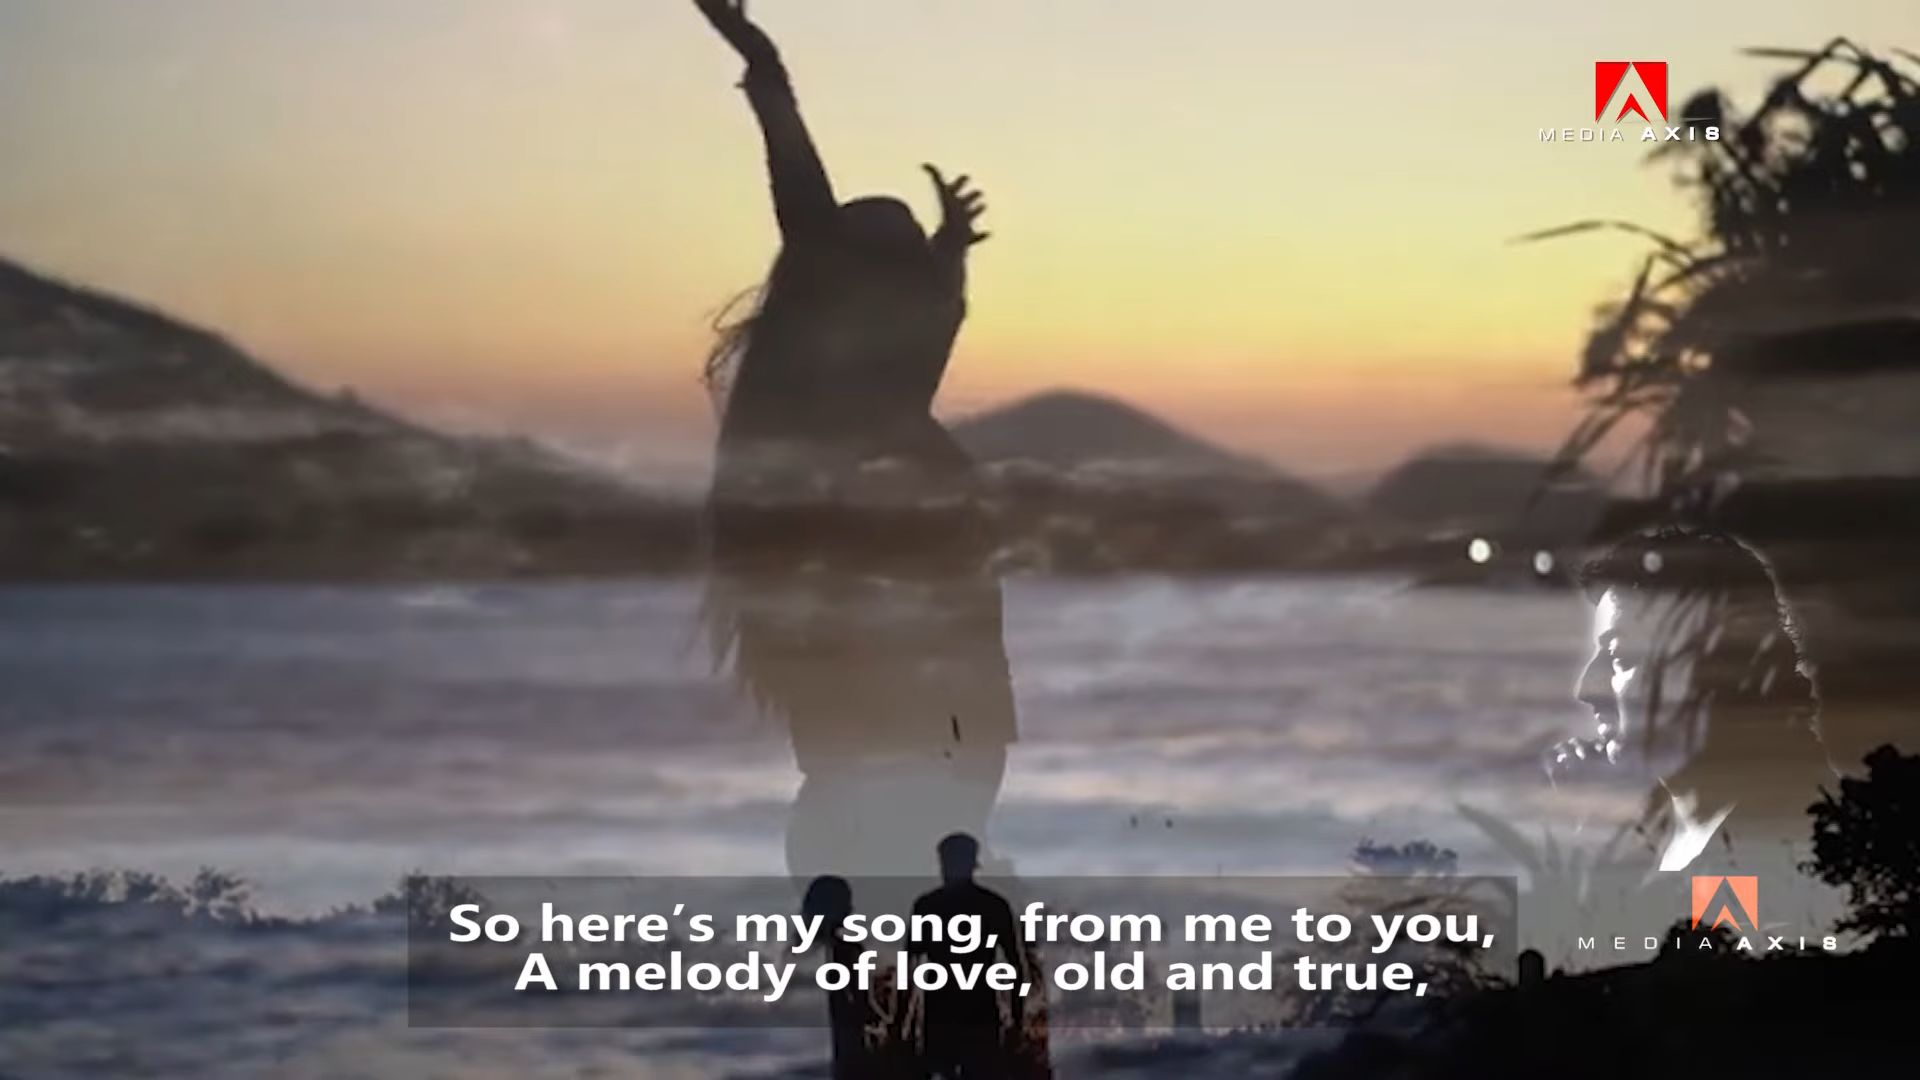 MEDIA AXIS
So here’s my song, from me to you,
A melody of love, old and true,
MEDIA AXIS